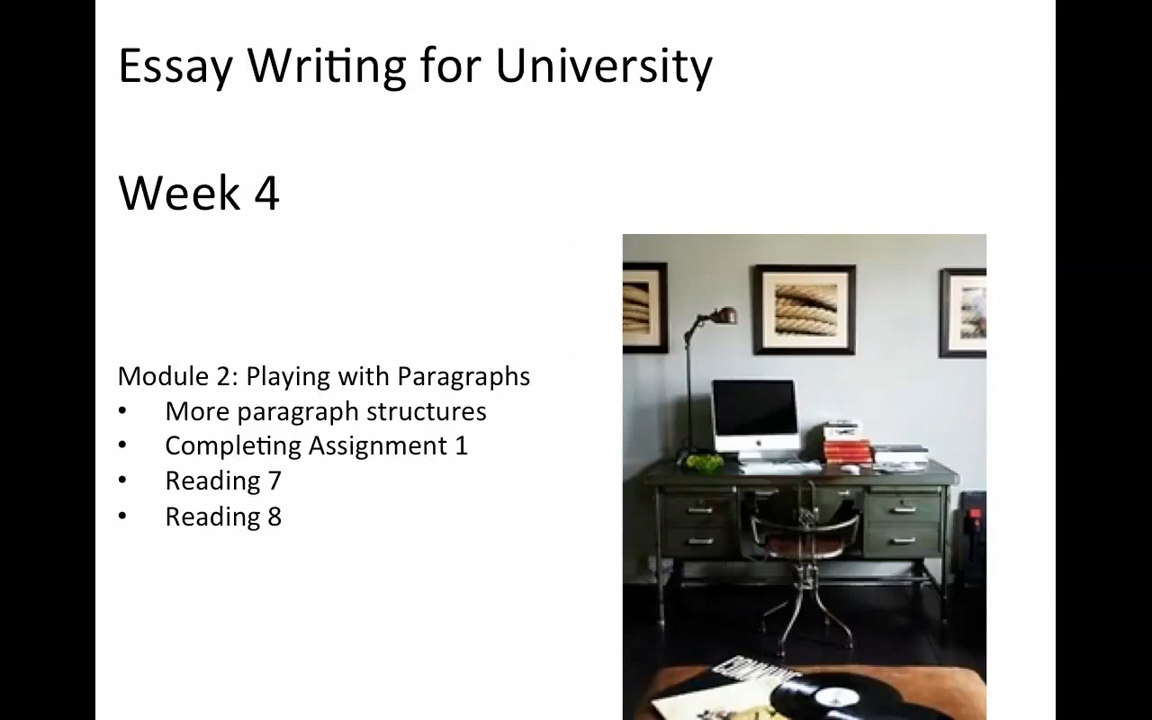 Essay Writing for University
Week 4
Module 2: Playing with Paragraphs
• More paragraph structures
• Completing Assignment 1
• Reading 7
• Reading 8